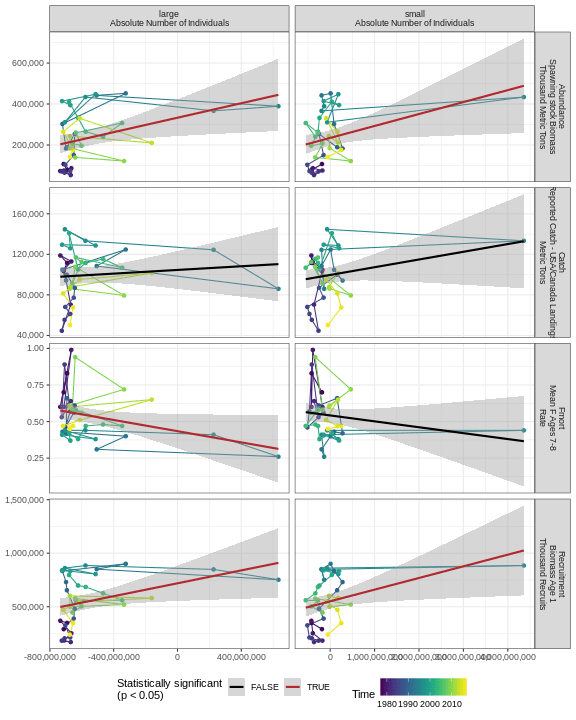 large
Absolute Number of Individuals
small
Absolute Number of Individuals
600,000
400,000
200,000
Abundance
Spawning stock Biomass
Thousand Metric Tons
160,000
120,000
80,000
40,000
Catch
Reported Catch - USA/Canada Landings
Metric Tons
1.00
0.75
0.50
0.25
Fmort
Mean F Ages 7-8
Rate
1,500,000
1,000,000
500,000
Recruitment
Biomass Age 1
Thousand Recruits
-800,000,000
-400,000,000
0
400,000,000
0
1,000,000,000
2,000,000,000
3,000,000,000
4,000,000,000
Statistically significant
(p < 0.05)
FALSE
TRUE
Time
1980 1990 2000 2010